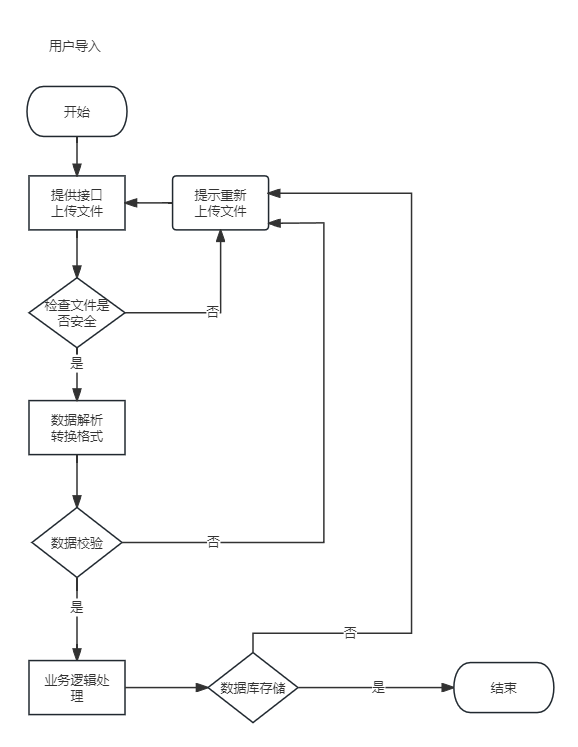 用户导入
开始
提供接口
上传文件
提示重新
上传文件
检查文件是
否安全
否
是
数据解析
转换格式
数据校验
否
是
否
业务逻辑处
理
数据库存储
是
结束